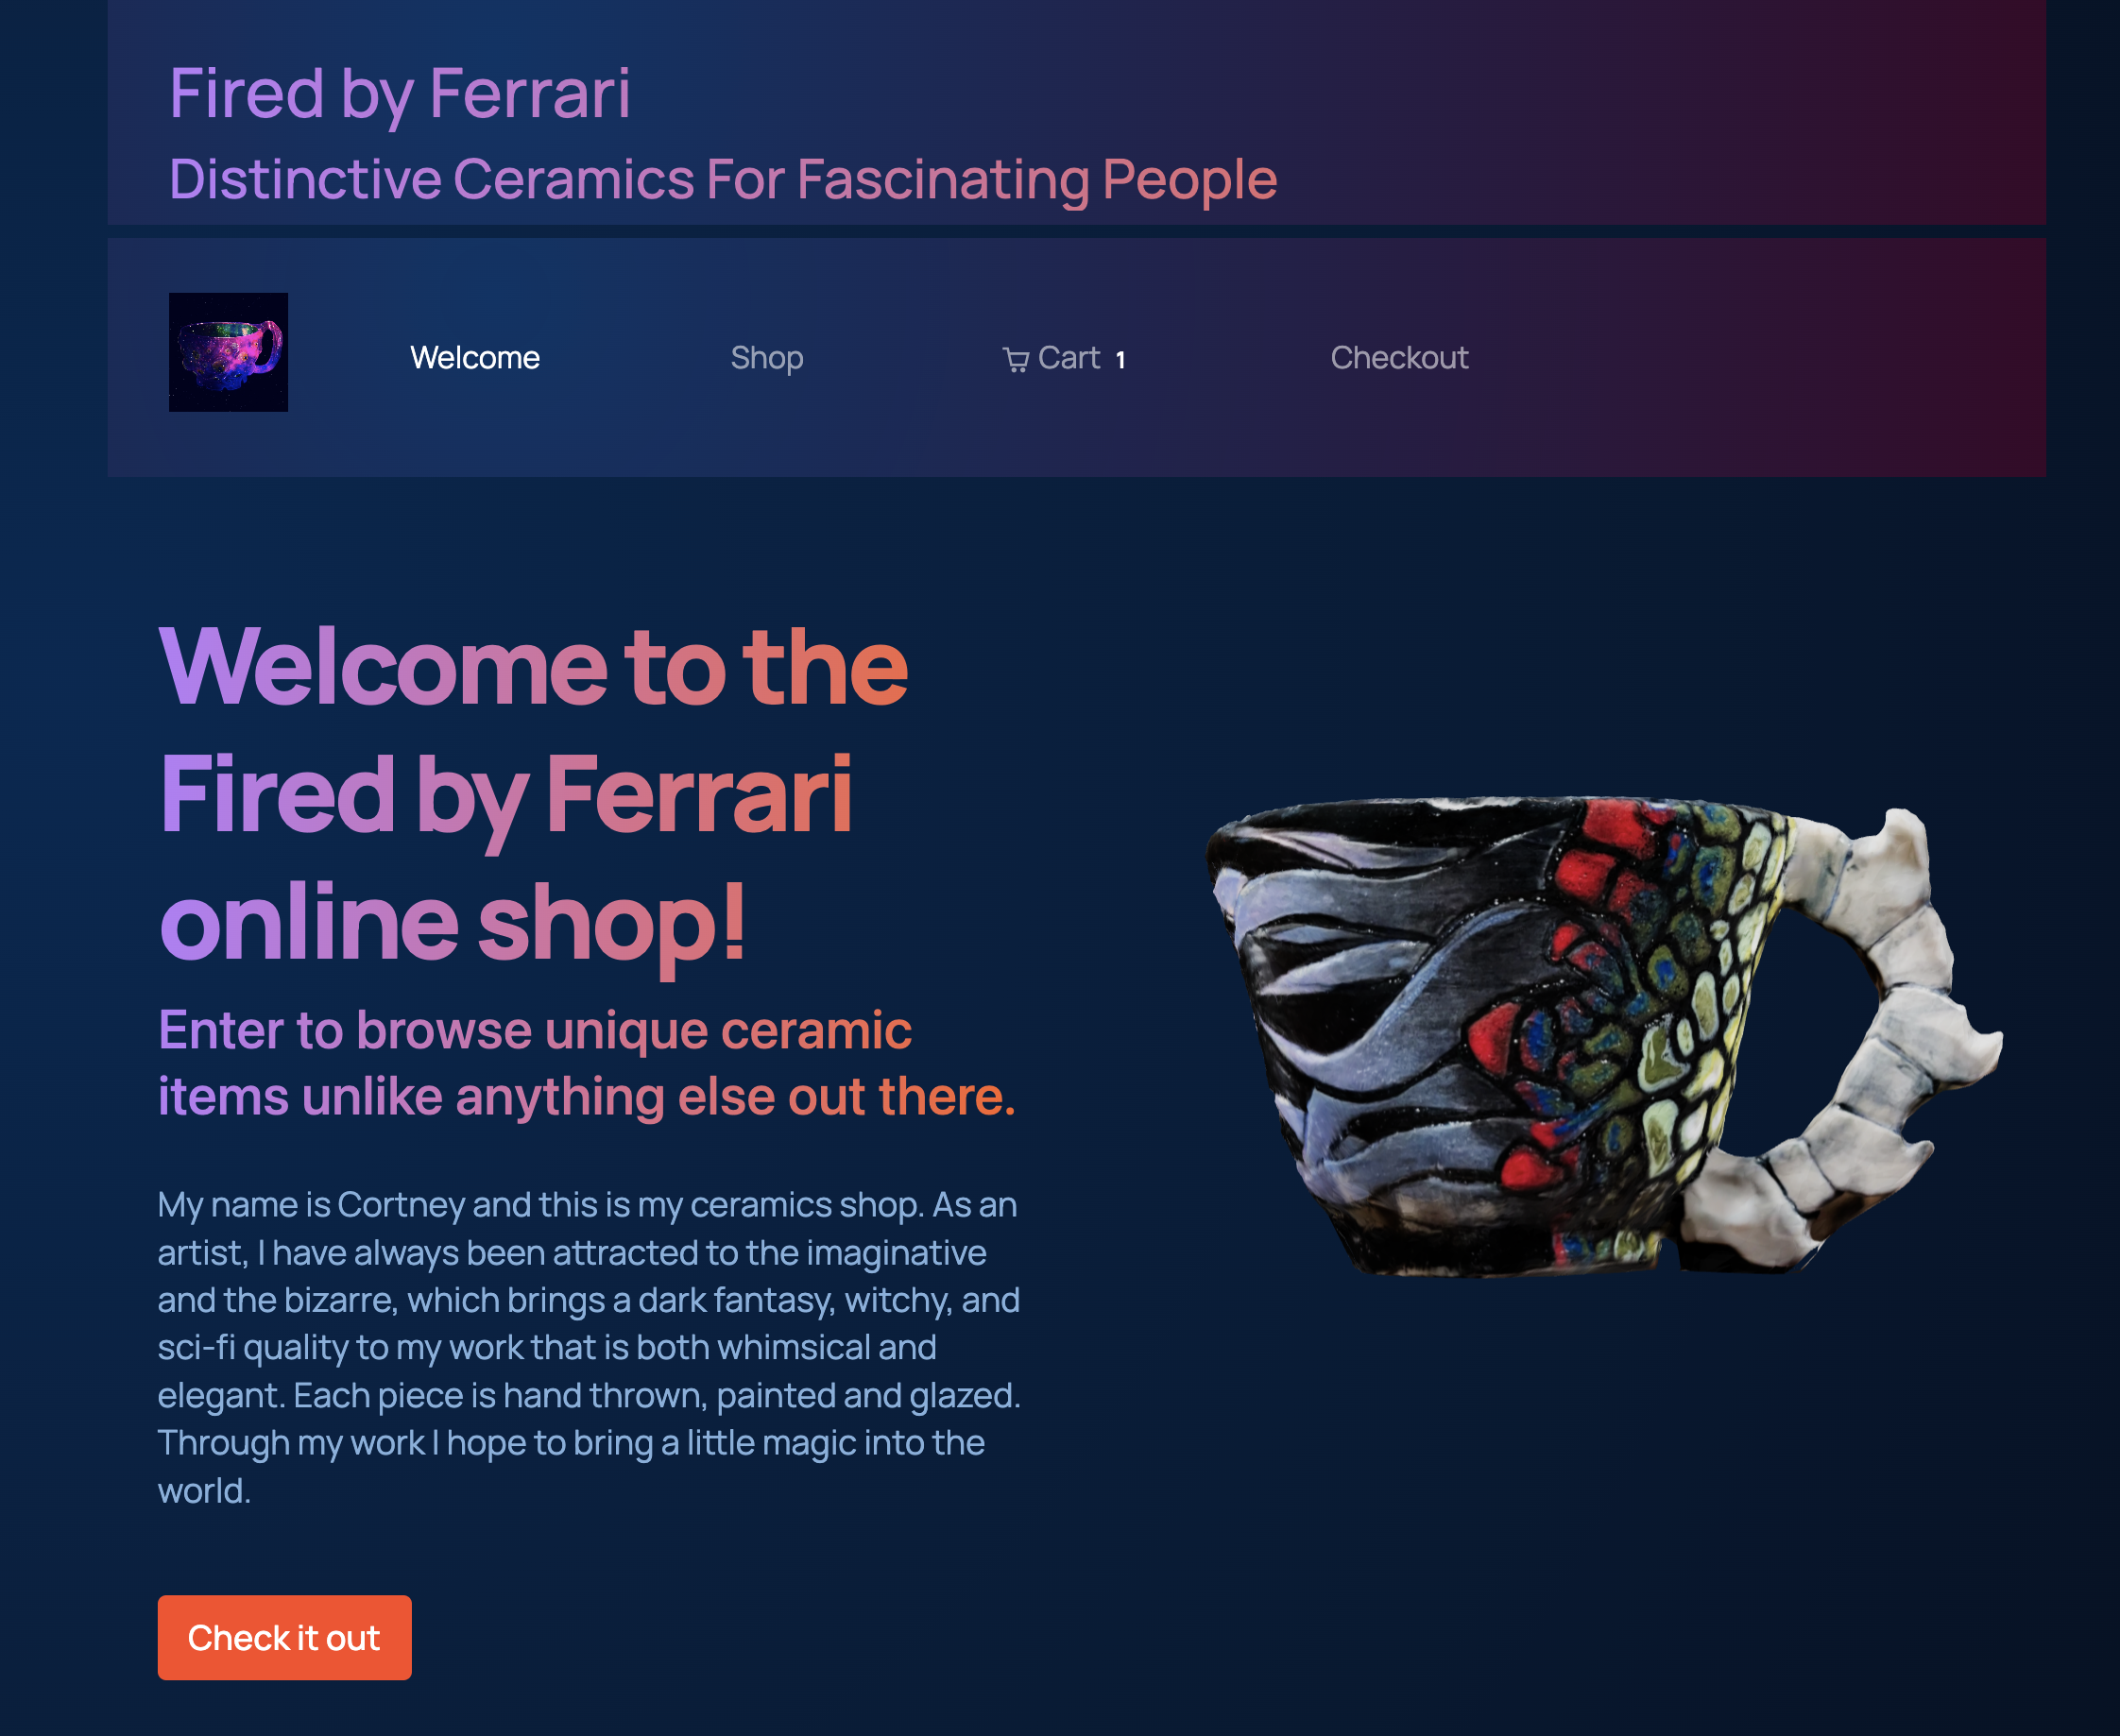 Fired by Ferrari
Distinctive Ceramics For Fascinating People
Welcome Shop Cart 1 Checkout
Welcome to the
Fired by Ferrari
online shop!
Enter to browse unique ceramic
items unlike anything else out there.
My name is Cortney and this is my ceramics shop. As an
artist, I have always been attracted to the imaginative
and the bizarre, which brings a dark fantasy, witchy, and
sci-fi quality to my work that is both whimsical and
elegant. Each piece is hand thrown, painted and glazed.
Through my work I hope to bring a little magic into the
world.
Check it out